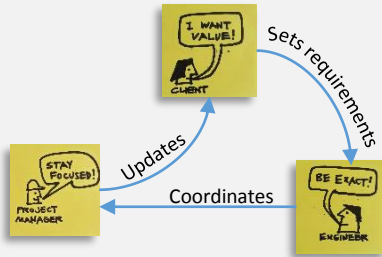 I WANT
VALUE!
CLIENT
Sets requirements
Updates
STAY
FOCUSED!
PROJECT
MANAGER
Coordinates
BE EXACT!
ENGINEER